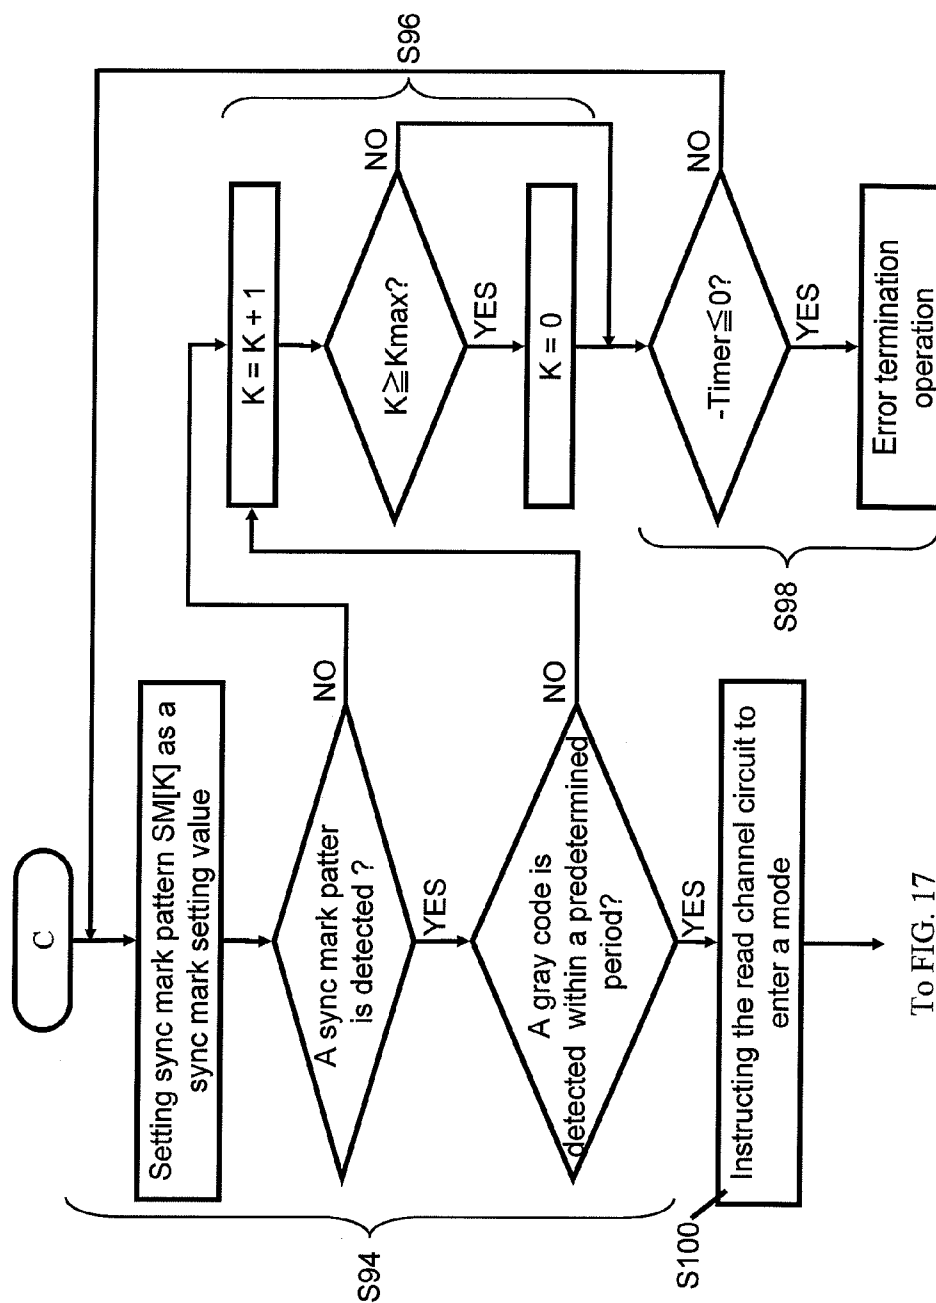 C
Setting sync mark pattern SM[K] as a
sync mark setting value
A sync mark patter
is detected ?
NO
YES
A gray code is
detected within a predetermined
period?
NO
YES
S94
S100
Instructing the read channel circuit to
enter a mode
To FIG. 17
K = K + 1
K≧Kmax?
NO
YES
K = 0
S96
-Timer≦0?
NO
YES
S98
Error termination
operation